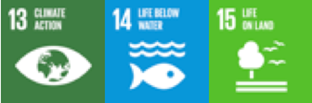 13 CLIMATE
ACTION
14 LIFE BELOW
WATER
15 LIFE
ON LAND